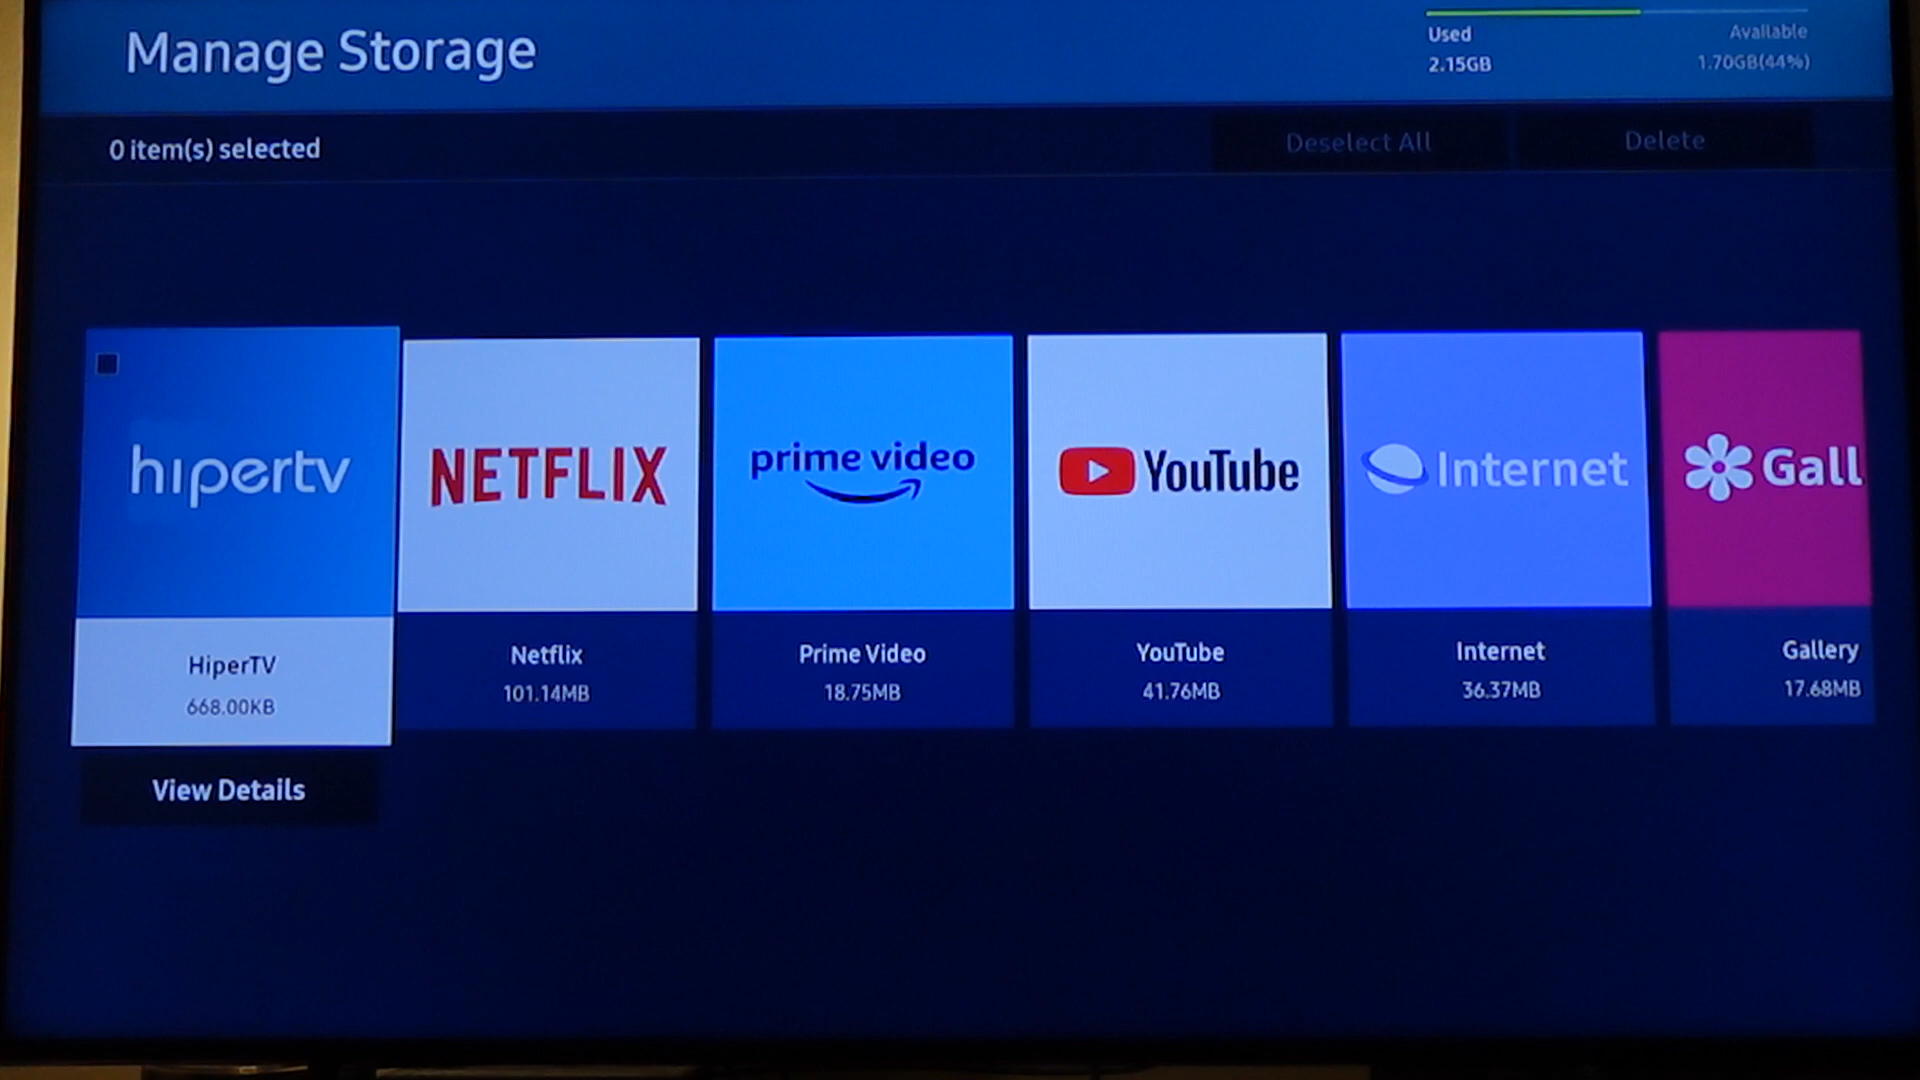 Manage Storage
Used
Available
2.15GB
1.70GB(44%)
0 item(s) selected
Deselect All
Delete
hipertv
NETFLIX
prime video
YouTube
Internet
Gall
HiperTV
668.00KB
Netflix
101.14MB
Prime Video
18.75MB
YouTube
41.76MB
Internet
36.37MB
Gallery
17.68MB
View Details